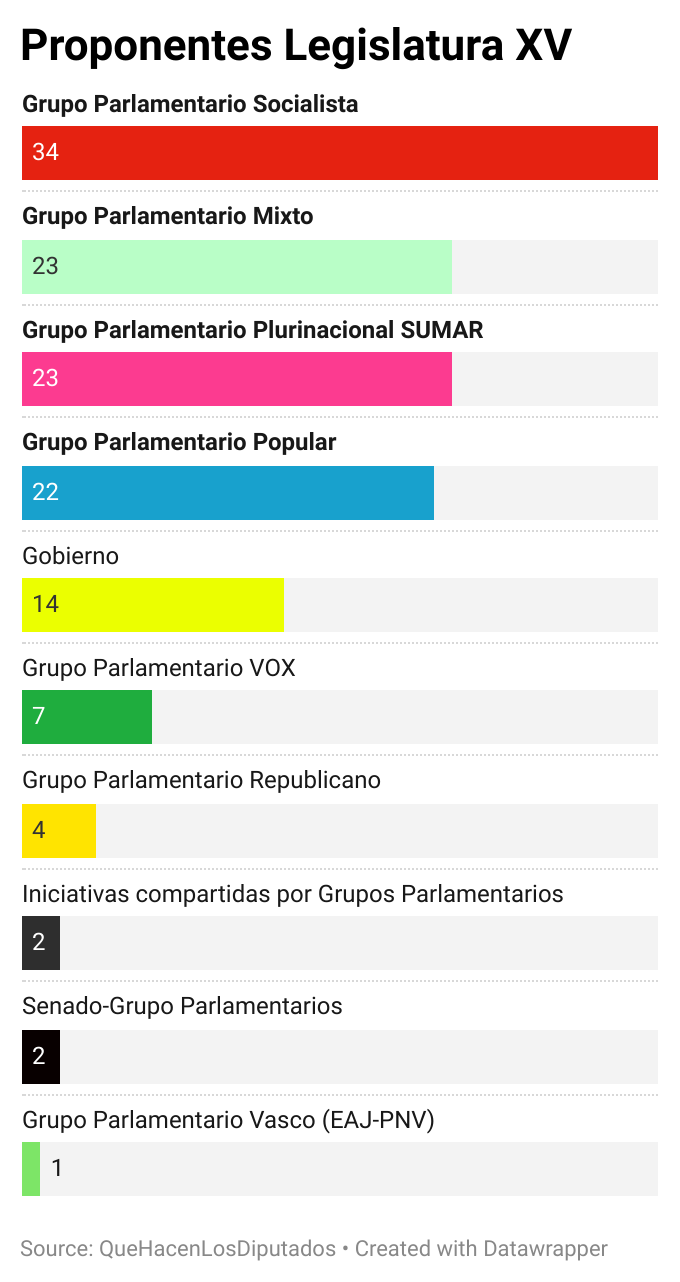 Proponentes Legislatura XV
Grupo Parlamentario Socialista
34
Grupo Parlamentario Mixto
23
Grupo Parlamentario Plurinacional SUMAR
23
Grupo Parlamentario Popular
22
Gobierno
14
Grupo Parlamentario VOX
7
Grupo Parlamentario Republicano
4
Iniciativas compartidas por Grupos Parlamentarios
2
Senado-Grupo Parlamentarios
2
Grupo Parlamentario Vasco (EAJ-PNV)
1
Source: QueHacenLosDiputados • Created with Datawrapper